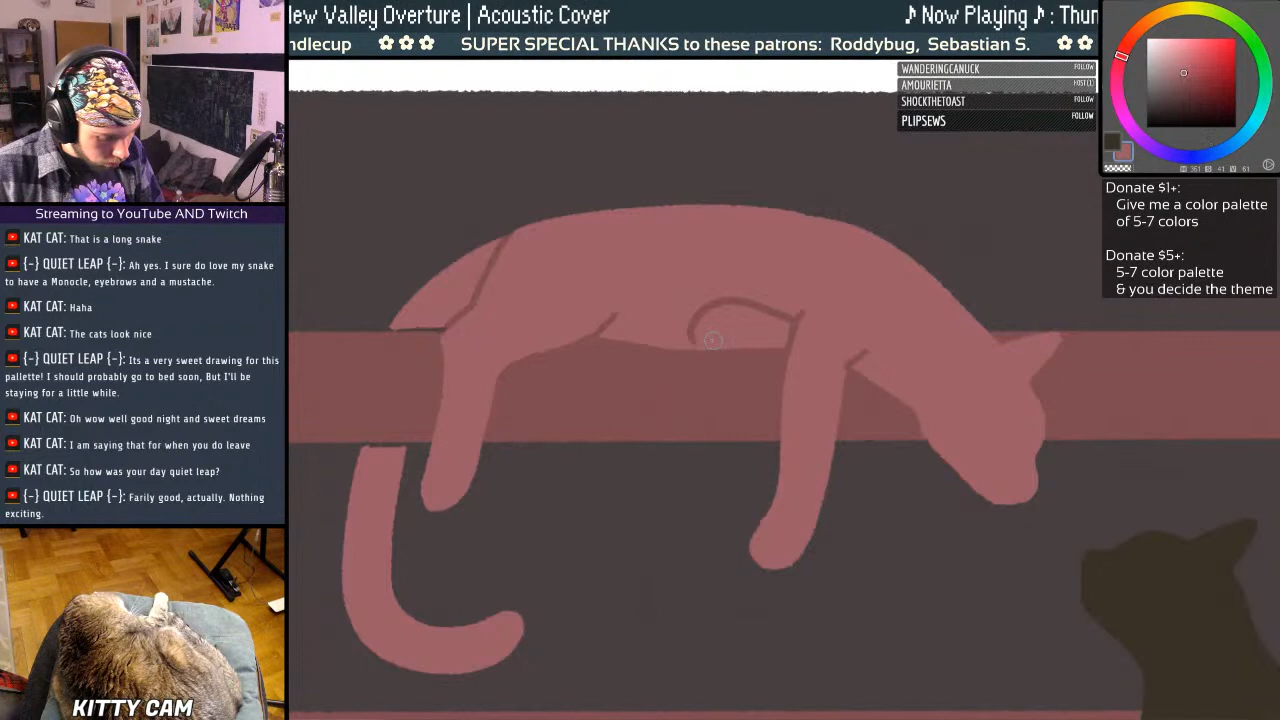 lew Valley Overture | Acoustic Cover
♪ Now Playing ♪ : Thun
ndlecup ✿ ✿ ✿ SUPER SPECIAL THANKS to these patrons: Roddybug, Sebastian S. ✿ ✿
WANDERINGCANUCK FOLLOW
AMOURIETTA HOST
SHOCKTHETOAST FOLLOW
PLIPSEWS FOLLOW
Donate $1+:
Give me a color palette
of 5-7 colors
Donate $5+:
5-7 color palette
& you decide the theme
Streaming to YouTube AND Twitch
KAT CAT: That is a long snake
{-} QUIET LEAP {-}: Ah yes. I sure do love my snake
to have a Monocle, eyebrows and a mustache.
KAT CAT: Haha
KAT CAT: The cats look nice
{-} QUIET LEAP {-}: Its a very sweet drawing for this
pallette! I should probably go to bed soon, But I'll be
staying for a little while.
KAT CAT: Oh wow well good night and sweet dreams
KAT CAT: I am saying that for when you do leave
KAT CAT: So how was your day quiet leap?
{-} QUIET LEAP {-}: Farily good, actually. Nothing
exciting.
KITTY CAM